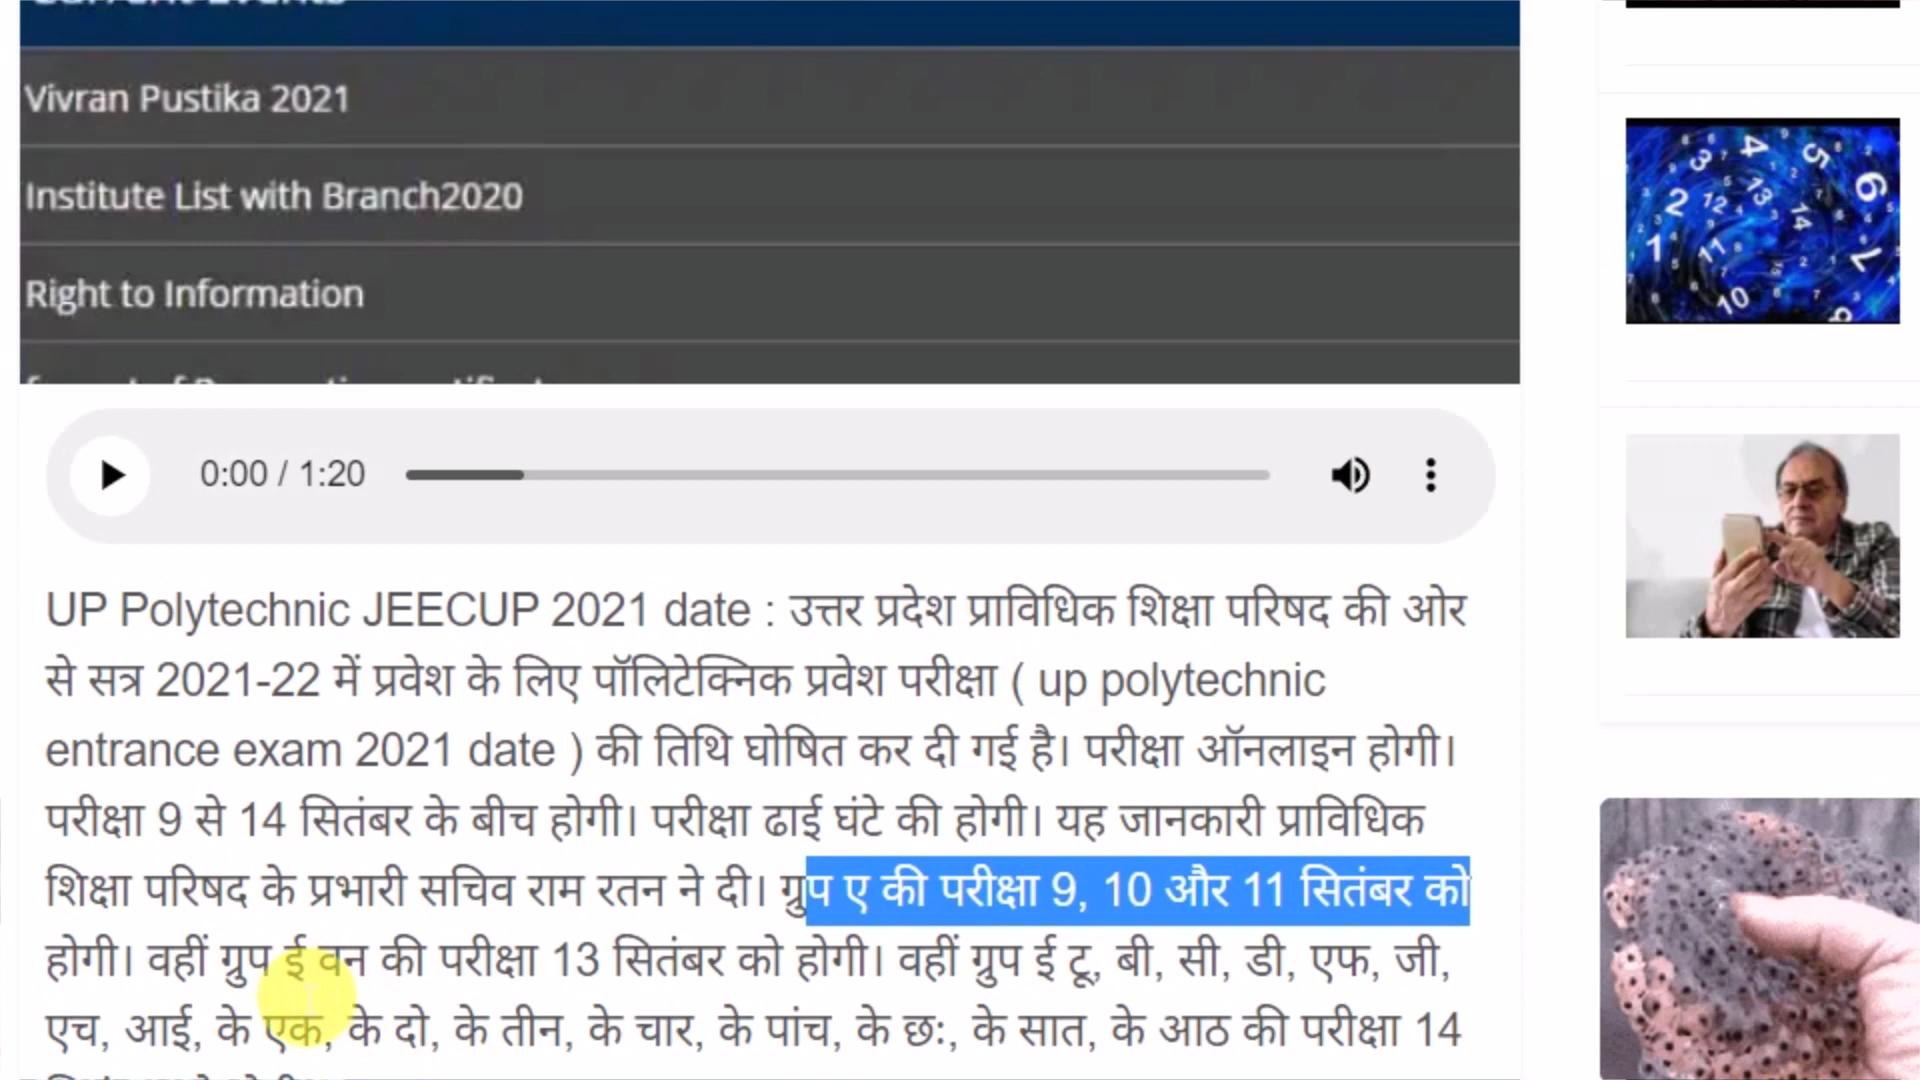 Current Events
Vivran Pustika 2021
Institute List with Branch2020
Right to Information
0:00 / 1:20
UP Polytechnic JEECUP 2021 date : उत्तर प्रदेश प्राविधिक शिक्षा परिषद की ओर
से सत्र 2021-22 में प्रवेश के लिए पॉलिटेक्निक प्रवेश परीक्षा ( up polytechnic
entrance exam 2021 date ) की तिथि घोषित कर दी गई है। परीक्षा ऑनलाइन होगी।
परीक्षा 9 से 14 सितंबर के बीच होगी। परीक्षा ढाई घंटे की होगी। यह जानकारी प्राविधिक
शिक्षा परिषद के प्रभारी सचिव राम रतन ने दी। ग्रुप ए की परीक्षा 9, 10 और 11 सितंबर को
होगी। वहीं ग्रुप ई वन की परीक्षा 13 सितंबर को होगी। वहीं ग्रुप ई टू, बी, सी, डी, एफ, जी,
एच, आई, के एक, के दो, के तीन, के चार, के पांच, के छः, के सात, के आठ की परीक्षा 14